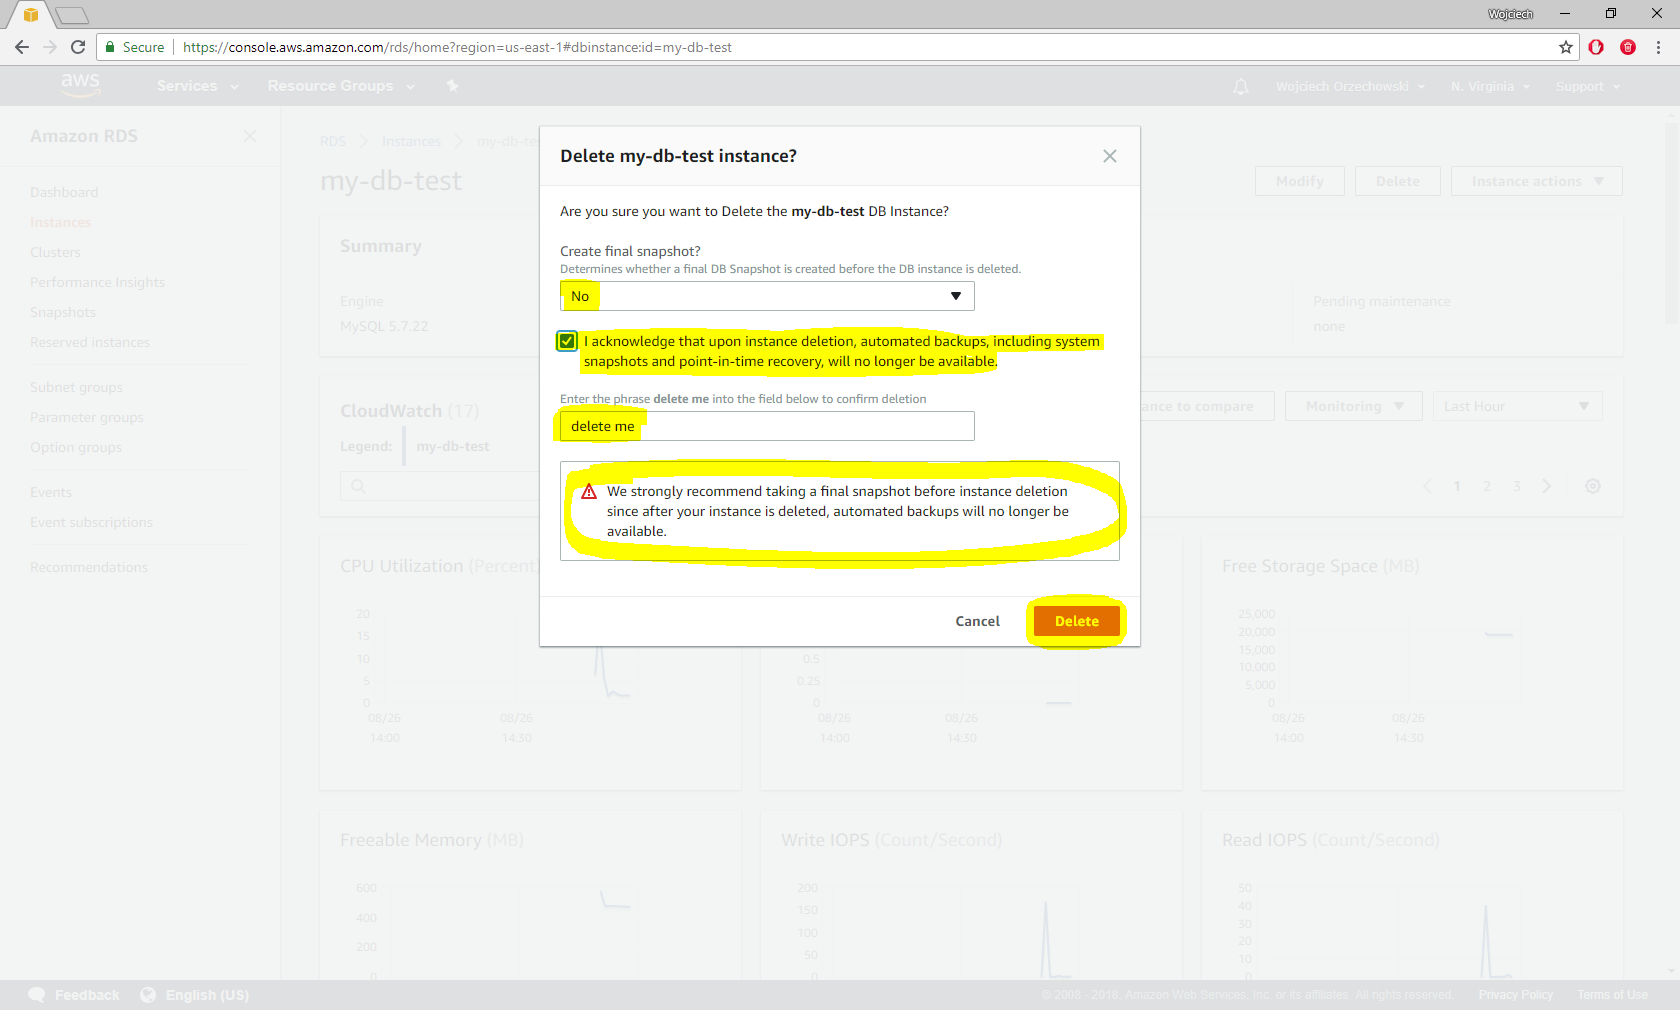 Wojciech
Secure
https://console.aws.amazon.com/rds/home?region=us-east-1#dbinstance:id=my-db-test
aws
Services
Resource Groups
Wojciech Orzechowski
N. Virginia
Support
Amazon RDS
Dashboard
Instances
Clusters
Performance Insights
Snapshots
Reserved instances
Subnet groups
Parameter groups
Option groups
Events
Event subscriptions
Recommendations
RDS
Instances
my-db-test
Modify
Delete
Instance actions
Summary
Engine
MySQL 5.7.22
Pending maintenance
none
CloudWatch (17)
Legend:
my-db-test
to compare
Monitoring
Last Hour
1 2 3
Delete my-db-test instance?
Are you sure you want to Delete the my-db-test DB Instance?
Create final snapshot?
Determines whether a final DB Snapshot is created before the DB instance is deleted.
No
I acknowledge that upon instance deletion, automated backups, including system
snapshots and point-in-time recovery, will no longer be available.
Enter the phrase delete me into the field below to confirm deletion
delete me
We strongly recommend taking a final snapshot before instance deletion
since after your instance is deleted, automated backups will no longer be
available.
Cancel
Delete
CPU Utilization (Percent)
20
15
10
5
0
08/26
14:00
08/26
14:30
0.5
0.25
0
08/26
14:00
08/26
14:30
Free Storage Space (MB)
25,000
20,000
15,000
10,000
5,000
0
08/26
14:00
08/26
14:30
Freeable Memory (MB)
600
400
200
0
Write IOPS (Count/Second)
200
150
100
50
0
Read IOPS (Count/Second)
50
40
30
20
10
0
Feedback
English (US)
© 2008 - 2018, Amazon Web Services, Inc. or its affiliates. All rights reserved.
Privacy Policy
Terms of Use